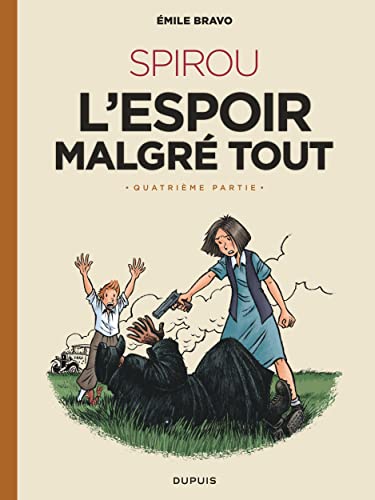 ÉMILE BRAVO
SPIROU
L'ESPOIR
MALGRÉ TOUT
• QUATRIÈME PARTIE •
DUPUIS